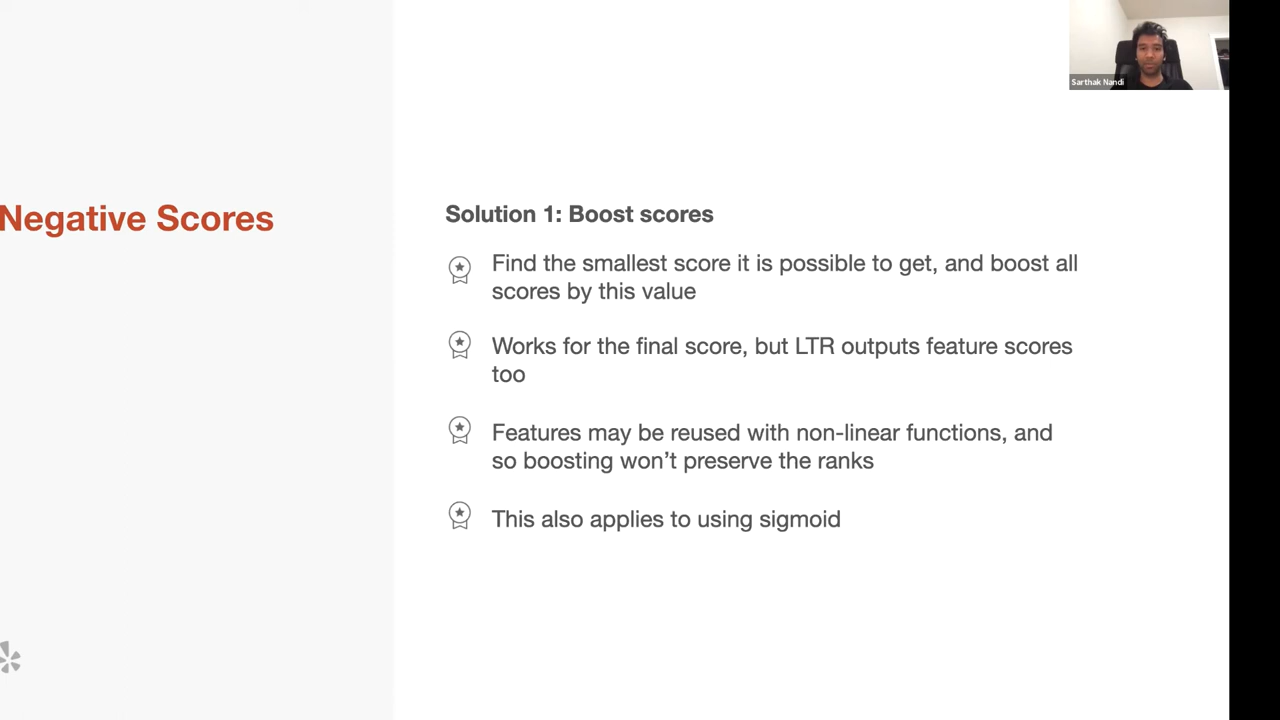 Sarthak Nandi
Negative Scores
Solution 1: Boost scores
Find the smallest score it is possible to get, and boost all
scores by this value
Works for the final score, but LTR outputs feature scores
too
Features may be reused with non-linear functions, and
so boosting won’t preserve the ranks
This also applies to using sigmoid